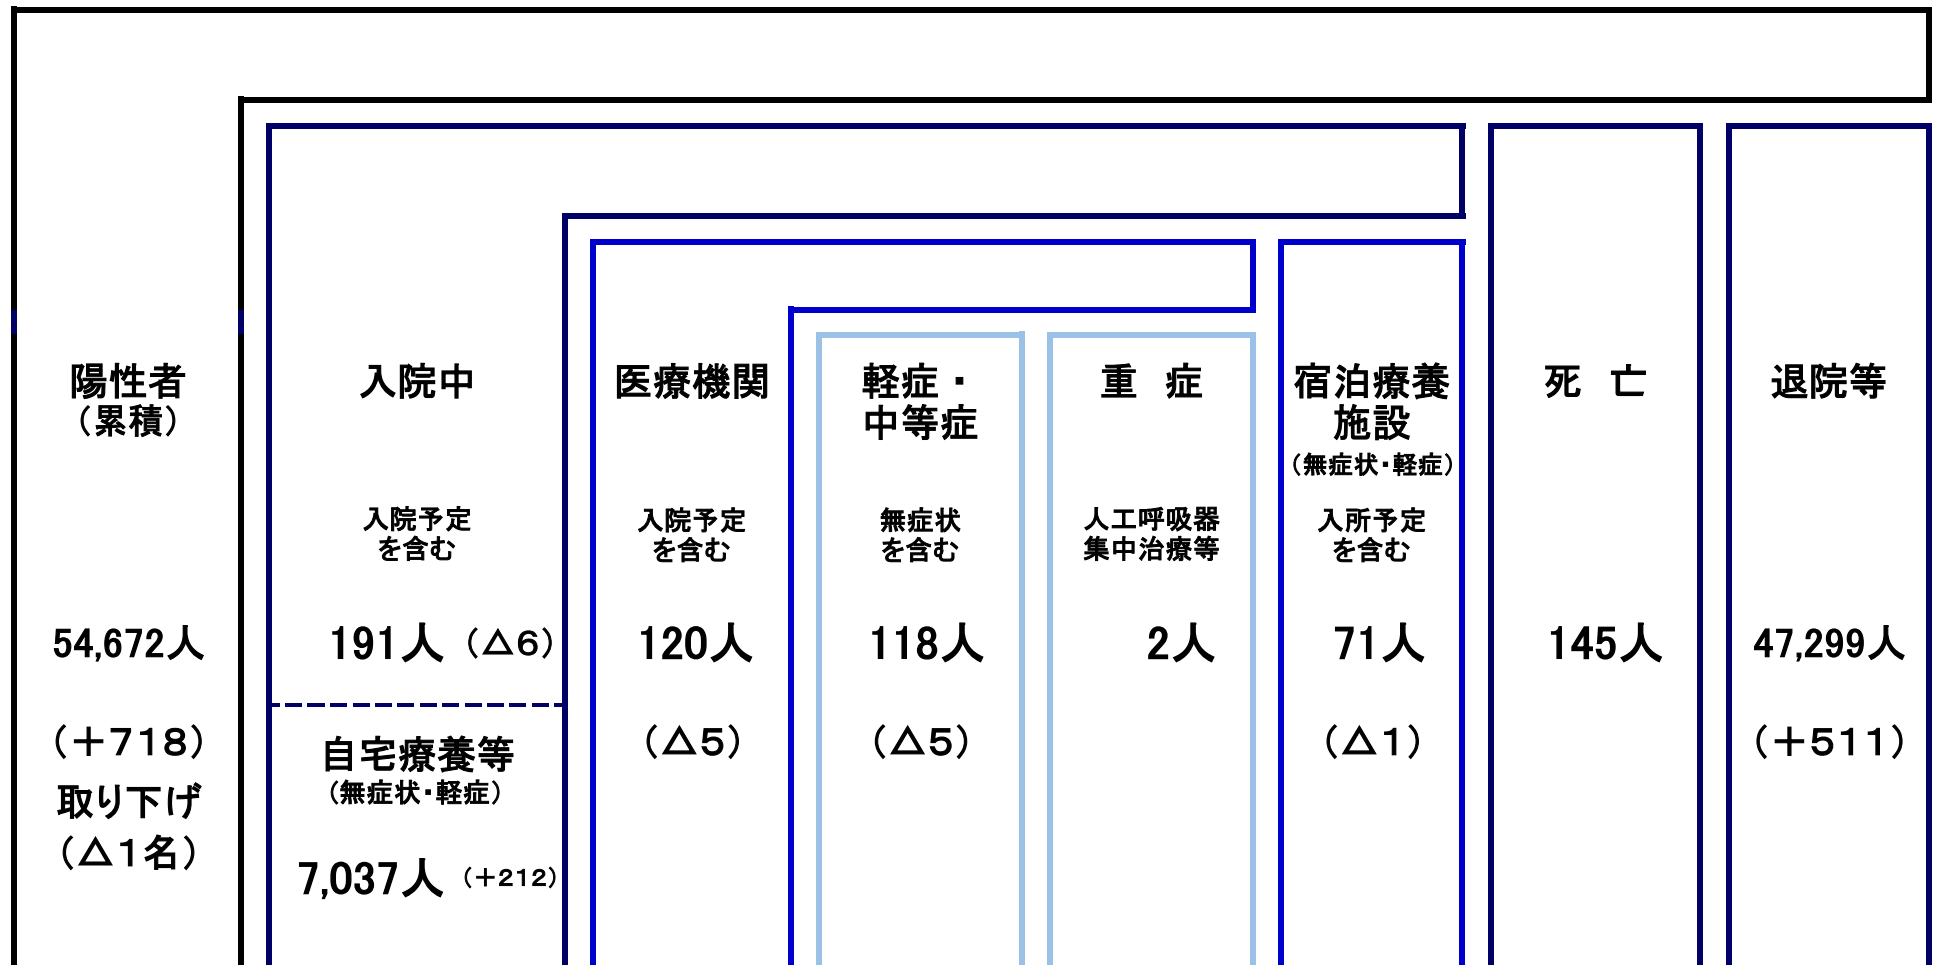 陽性者
（累積）
54,672人
（＋７１８）
取り下げ
（△１名）
入院中
入院予定
を含む
191人（△６）
自宅療養等
（無症状・軽症）
7,037人（＋２１２）
医療機関
入院予定
を含む
120人
（△５）
軽症・
中等症
無症状
を含む
118人
（△５）
重　症
人工呼吸器
集中治療等
2人
宿泊療養
施設
（無症状・軽症）
入所予定
を含む
71人
（△１）
死　亡
145人
退院等
47,299人
（＋５１１）